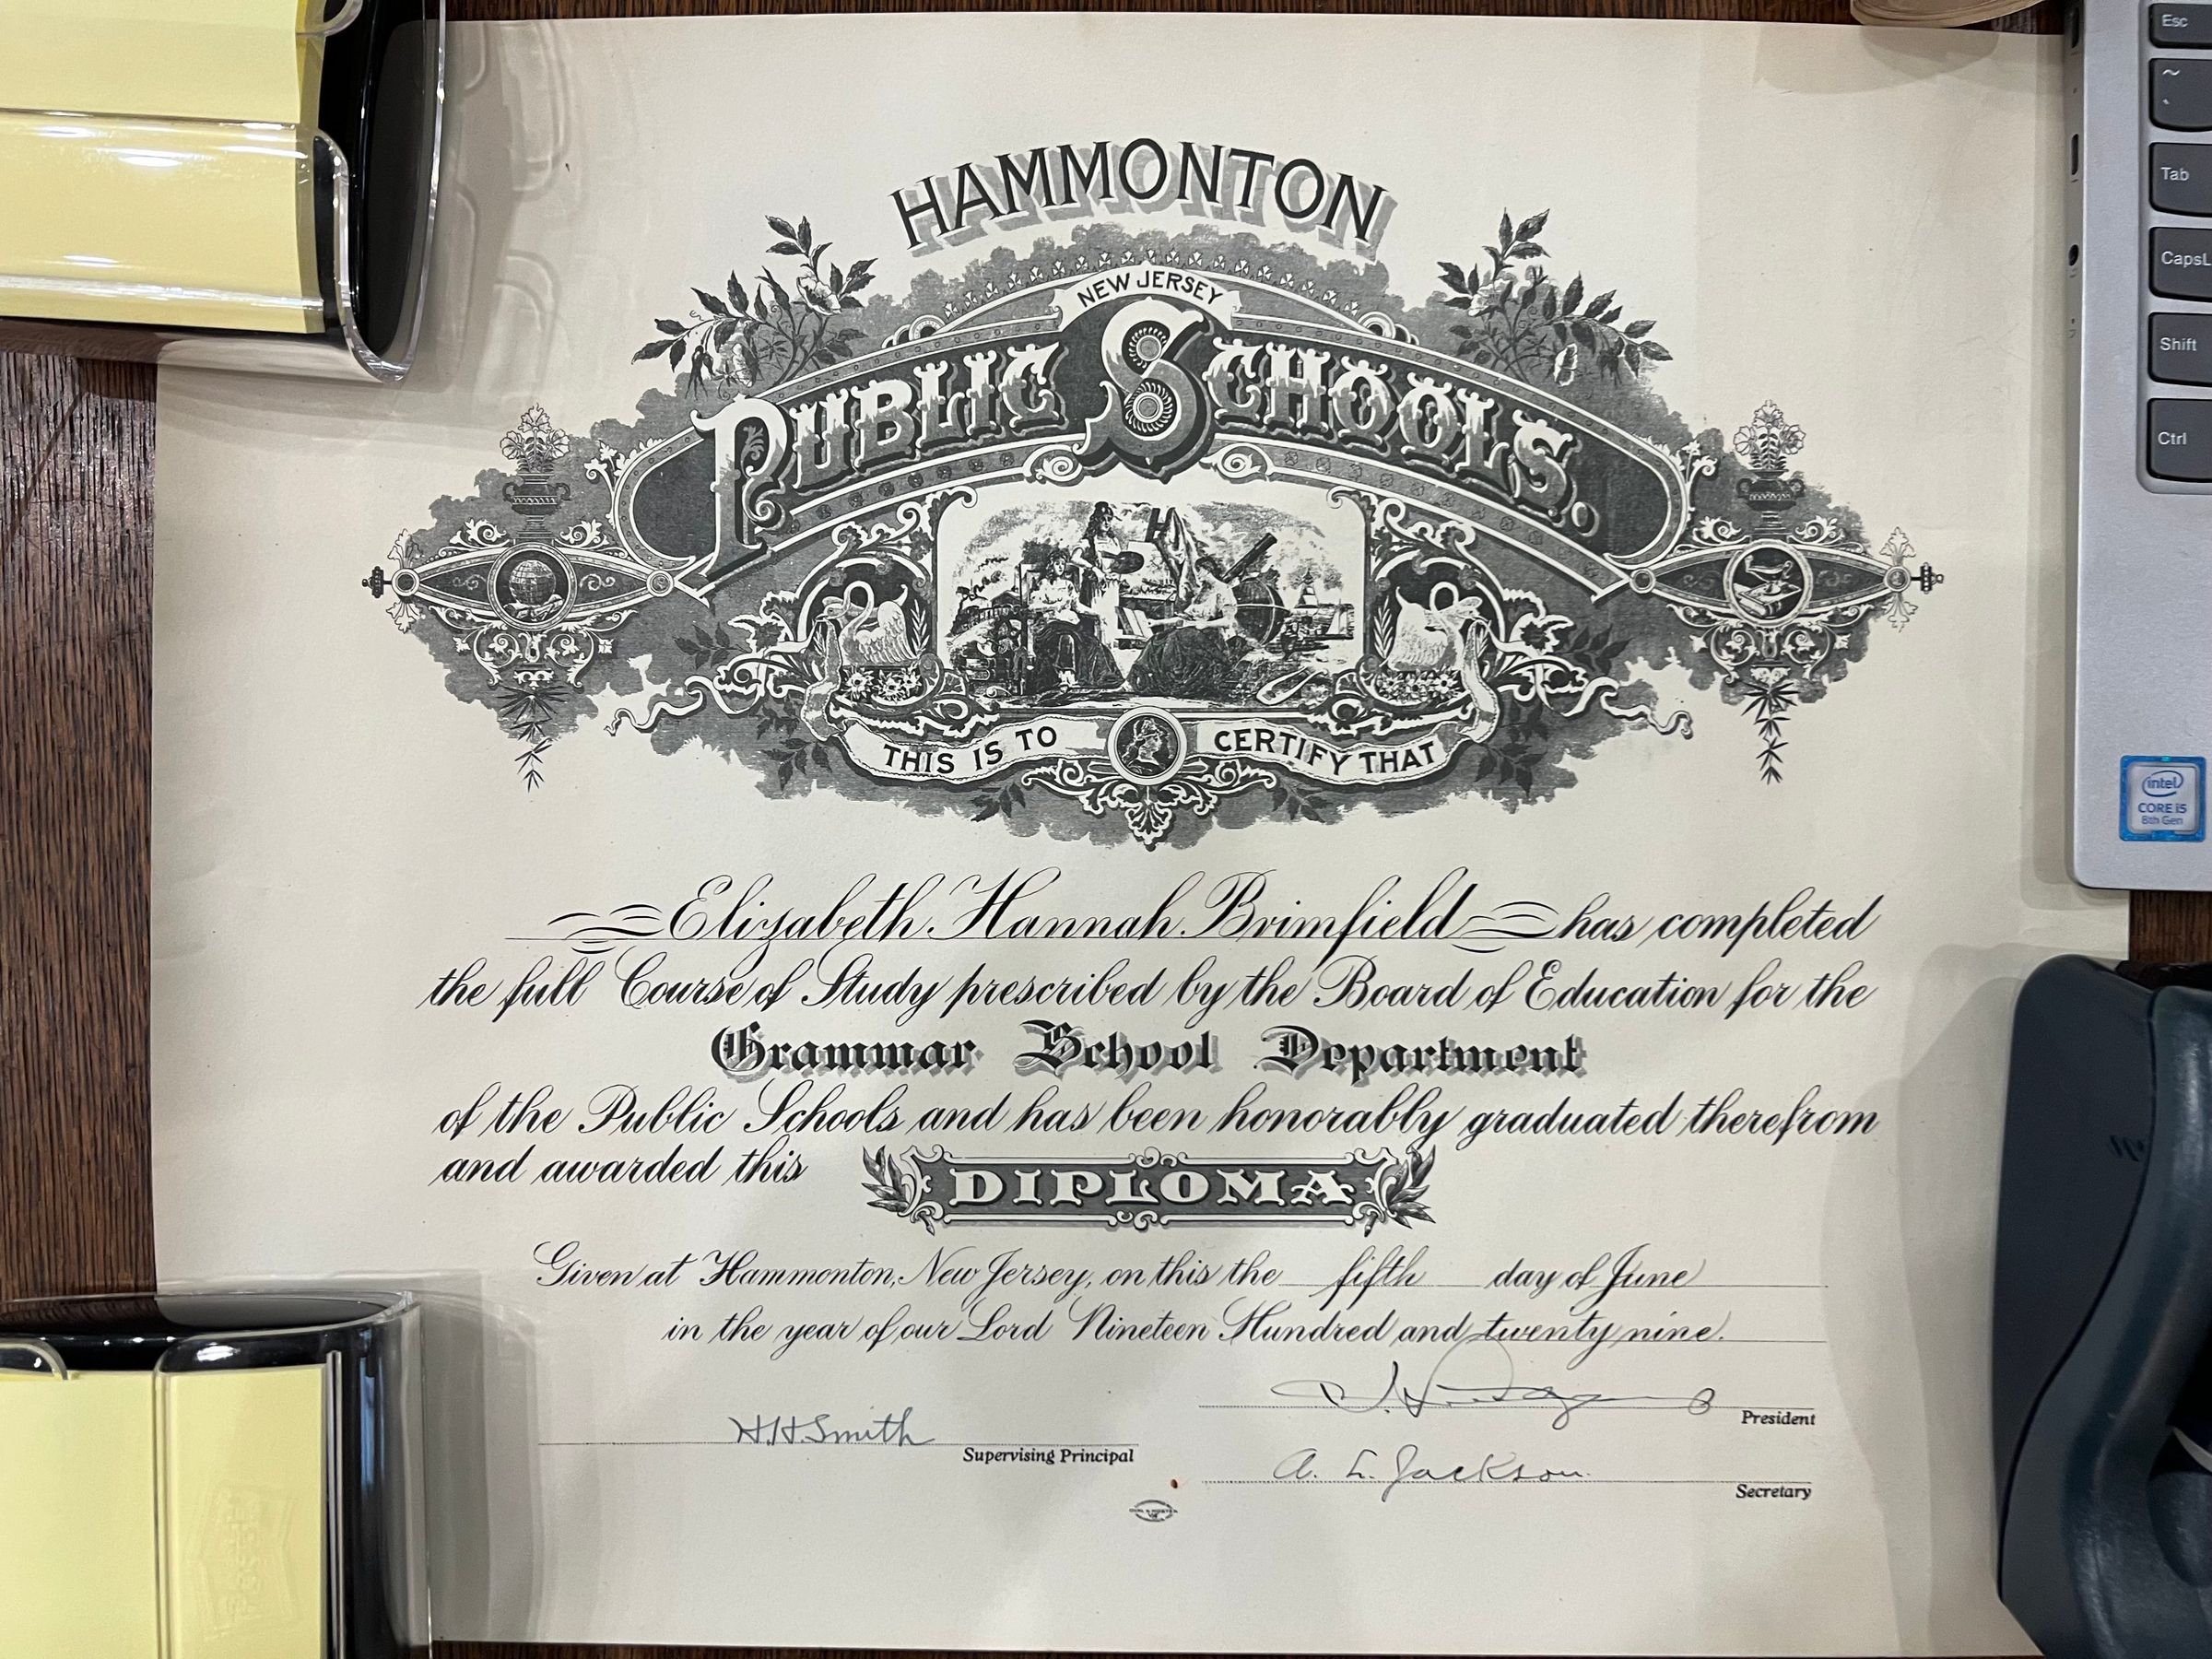 HAMMONTON
NEW JERSEY
PUBLIC SCHOOLS.
THIS IS TO CERTIFY THAT
Elizabeth Hannah Brimfield has completed
the full Course of Study prescribed by the Board of Education for the
Grammar School Department
of the Public Schools and has been honorably graduated therefrom
and awarded this DIPLOMA
Given at Hammonton, New Jersey, on this the fifth day of June
in the year of our Lord Nineteen Hundred and twenty nine.
President
H.H. Smith
Supervising Principal
A. L. Jackson.
Secretary
Esc
~
`
Tab
CapsL
Shift
Ctrl
intel
CORE i5
8th Gen
Post-it